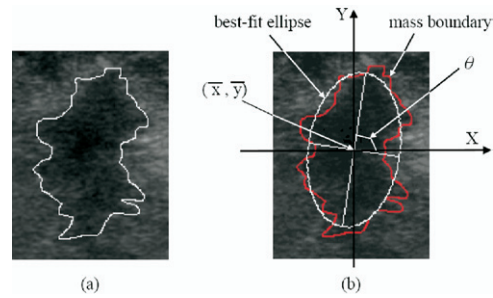 Y
best-fit ellipse
mass boundary
θ
(x̅ , y̅)
X
(a)
(b)